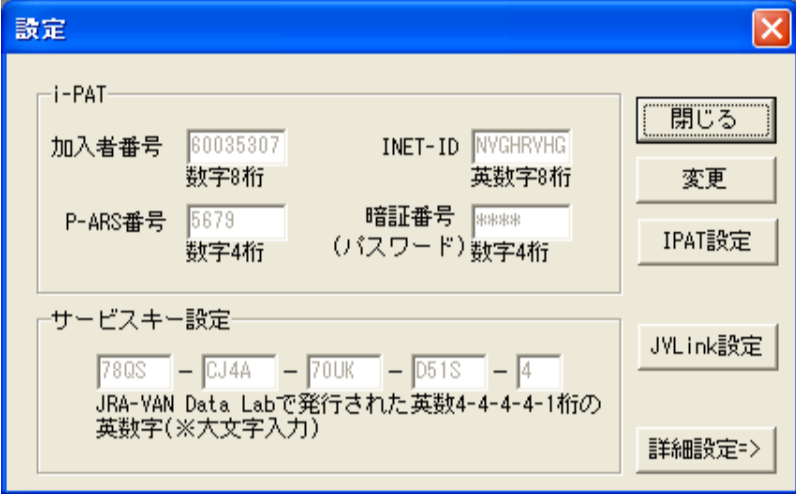 設定
i-PAT
加入者番号 60035307 INET-ID NVGHRVHG
数字8桁 英数字8桁
P-ARS番号 5679 暗証番号 ****
数字4桁 (パスワード) 数字4桁
サービスキー設定
78QS - CJ4A - 70UK - D51S - 4
JRA-VAN Data Labで発行された英数4-4-4-4-1桁の
英数字(※大文字入力)
閉じる
変更
IPAT設定
JVLink設定
詳細設定=>